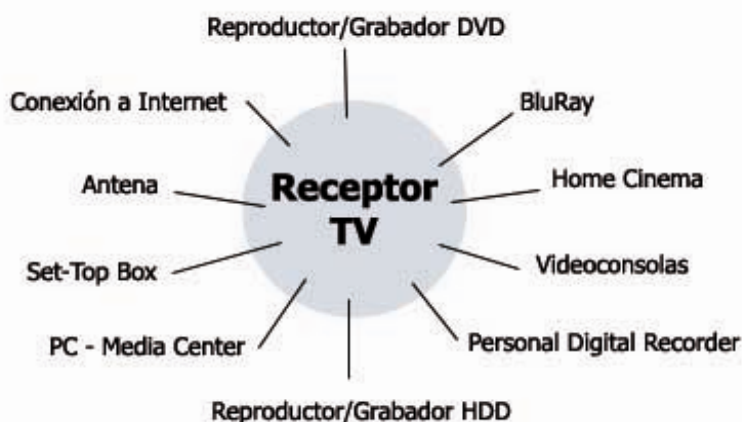 Reproductor/Grabador DVD
Conexión a Internet
BluRay
Antena
Receptor
TV
Home Cinema
Set-Top Box
Videoconsolas
PC - Media Center
Personal Digital Recorder
Reproductor/Grabador HDD